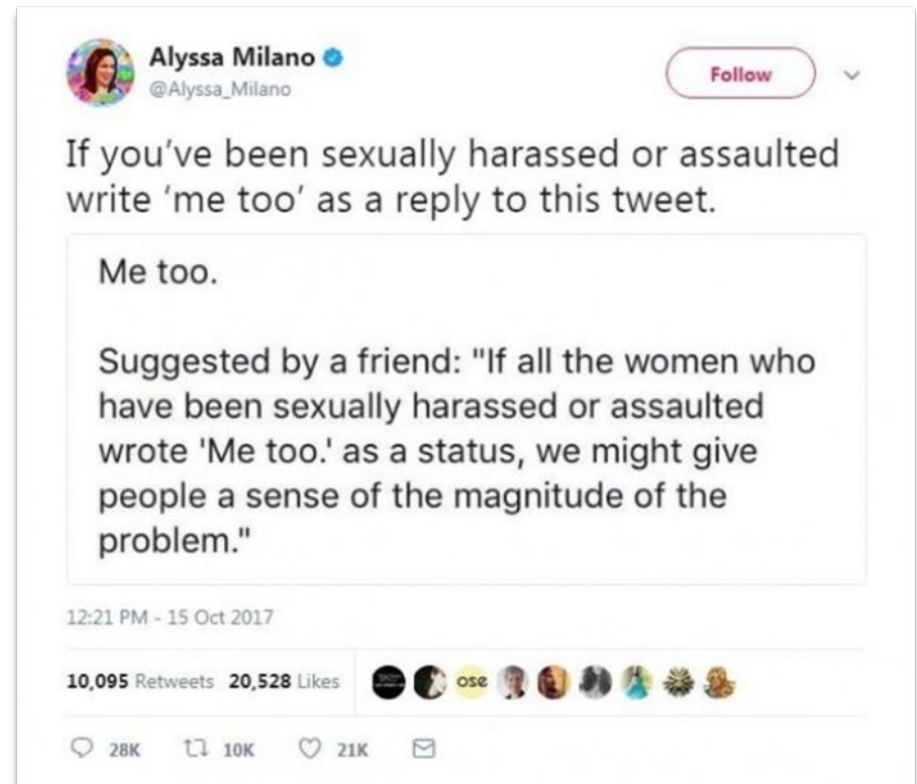 Alyssa Milano
@Alyssa_Milano
Follow
If you've been sexually harassed or assaulted
write 'me too' as a reply to this tweet.
Me too.
Suggested by a friend: "If all the women who
have been sexually harassed or assaulted
wrote 'Me too.' as a status, we might give
people a sense of the magnitude of the
problem."
12:21 PM - 15 Oct 2017
10,095 Retweets 20,528 Likes
ose
28K 10K 21K